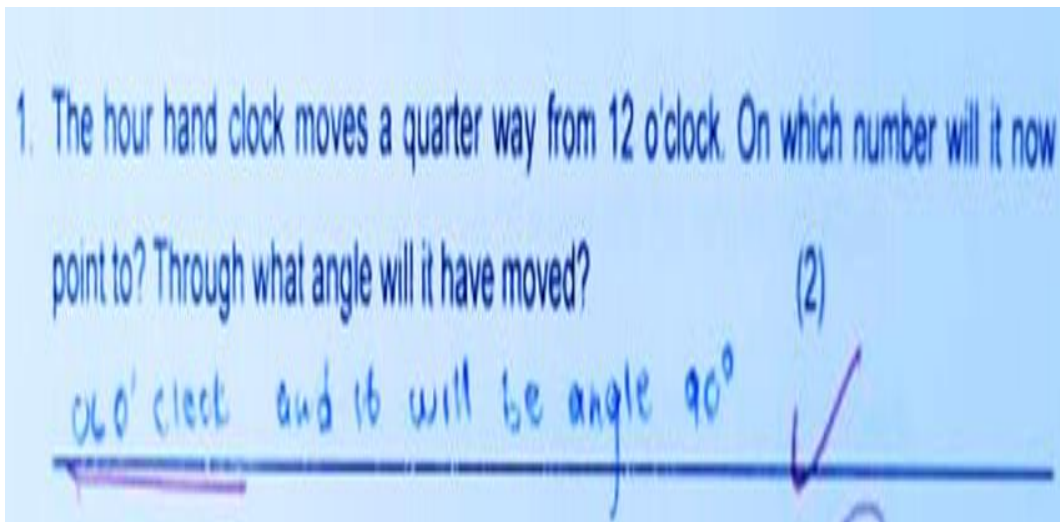 1. The hour hand clock moves a quarter way from 12 o'clock. On which number will it now
point to? Through what angle will it have moved?        (2)
o'clock and it will be angle 90°